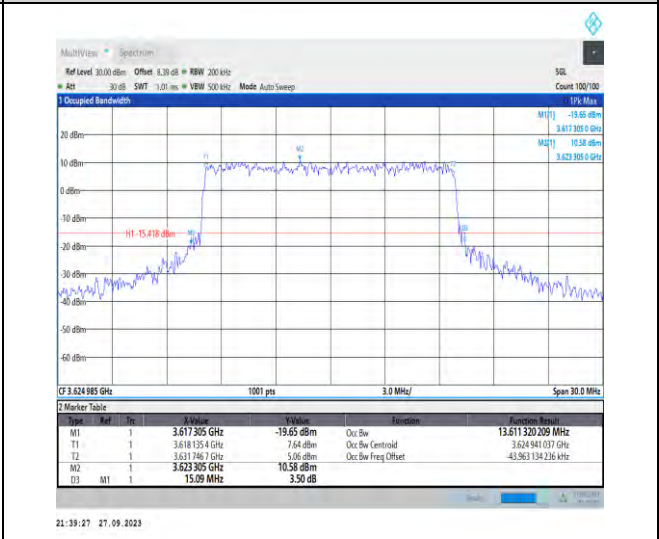 MultiView Spectrum
Ref Level 30.00 dBm Offset 8.39 dB RBW 200 kHz SGL
Att 30 dB SWT 1.01 ms VBW 500 kHz Mode Auto Sweep Count 100/100
1 Occupied Bandwidth 1Pk Max
M1[1] -19.65 dBm
3.617 305 0 GHz
M2[1] 10.58 dBm
3.623 305 0 GHz
20 dBm
T1 M2 T2
10 dBm
0 dBm
-10 dBm
H1 -15.418 dBm M1 D3
-20 dBm
-30 dBm
-40 dBm
-50 dBm
-60 dBm
CF 3.624 985 GHz 1001 pts 3.0 MHz/ Span 30.0 MHz
2 Marker Table
Type Ref Trc X-Value Y-Value Function Function Result
M1 1 3.617 305 GHz -19.65 dBm Occ Bw 13.611 320 209 MHz
T1 1 3.618 135 4 GHz 7.64 dBm Occ Bw Centroid 3.624 941 037 GHz
T2 1 3.631 746 7 GHz 5.06 dBm Occ Bw Freq Offset -43.963 134 236 kHz
M2 1 3.623 305 GHz 10.58 dBm
D3 M1 1 15.09 MHz 3.50 dB
21:39:27 27.09.2023